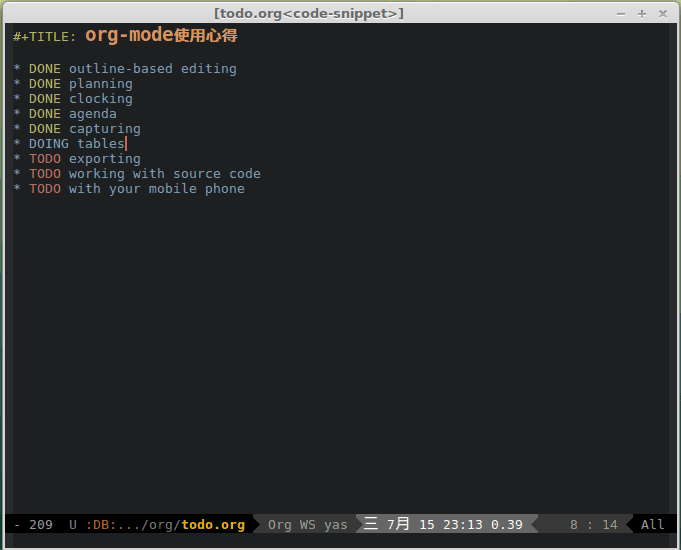 [todo.org<code-snippet>]
#+TITLE: org-mode使用心得
* DONE outline-based editing
* DONE planning
* DONE clocking
* DONE agenda
* DONE capturing
* DOING tables
* TODO exporting
* TODO working with source code
* TODO with your mobile phone
- 209 U :DB:.../org/todo.org Org WS yas 三 7月 15 23:13 0.39 8 : 14 All